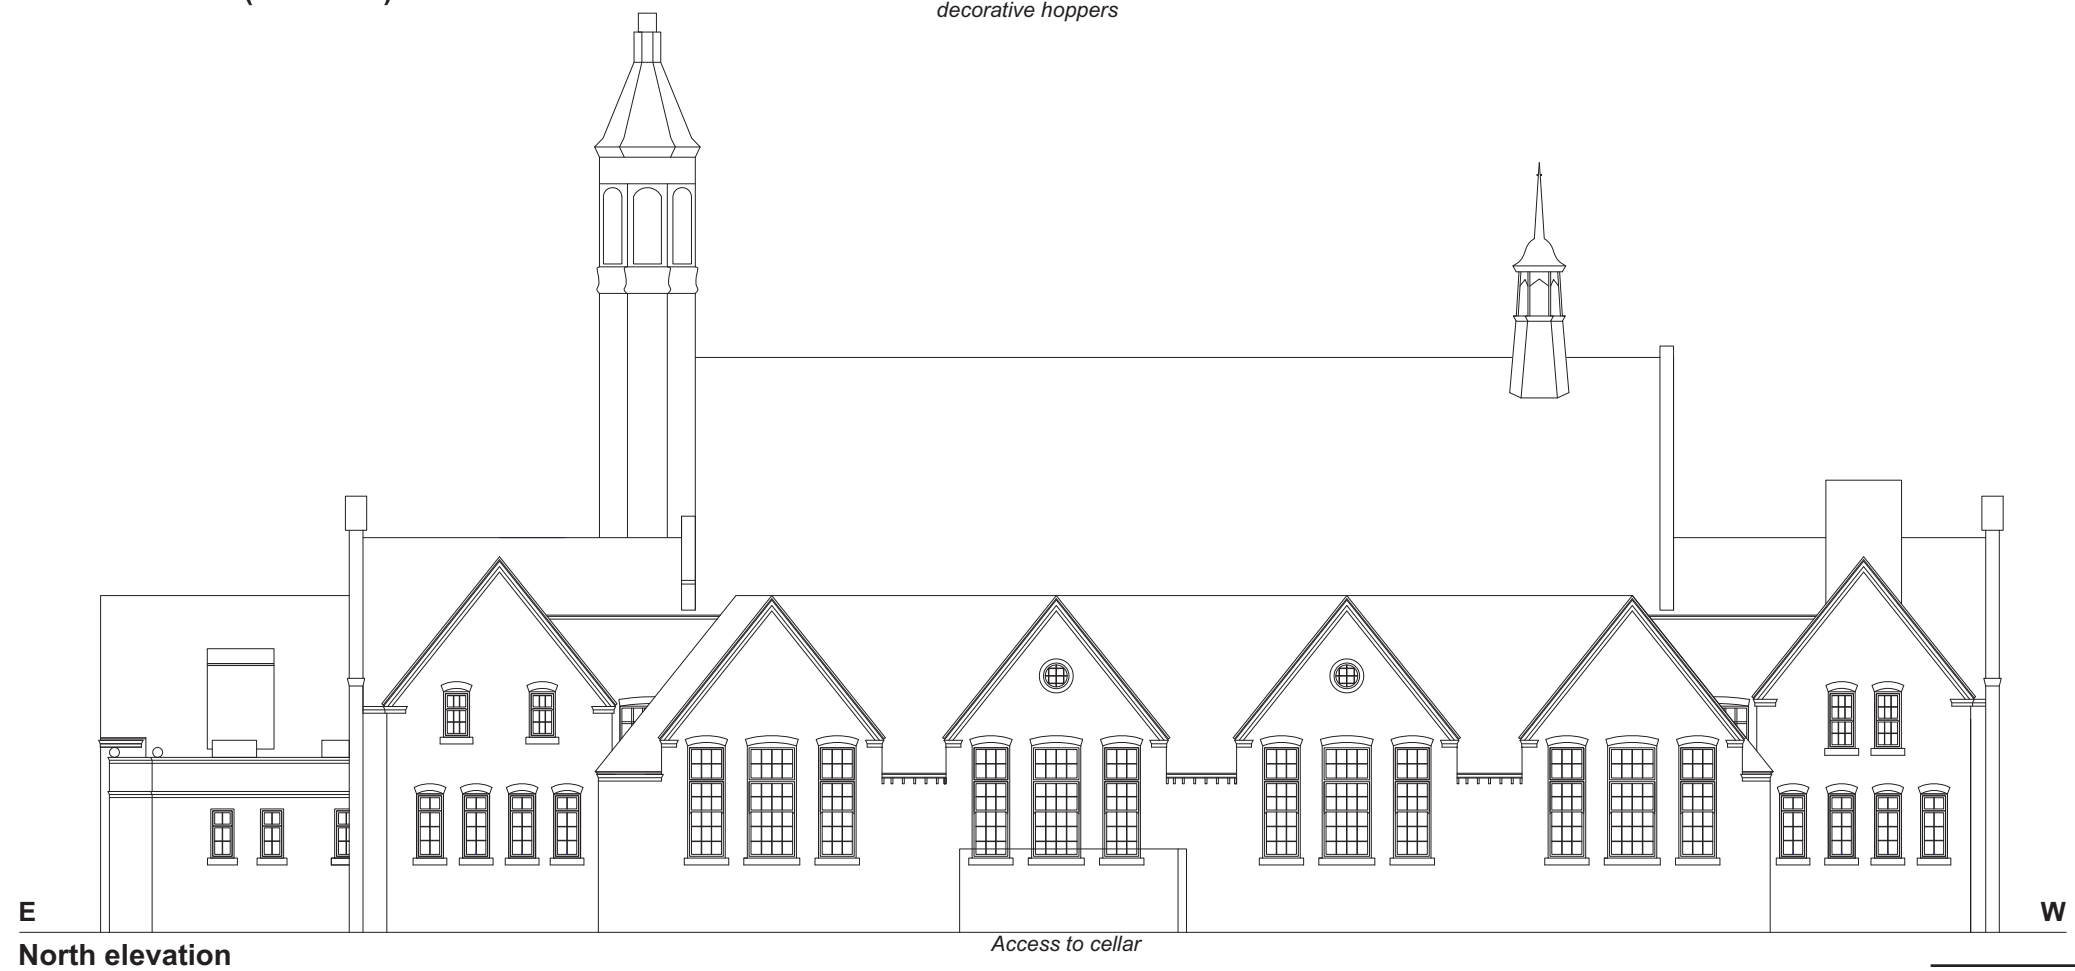 decorative hoppers
E
W
North elevation
Access to cellar